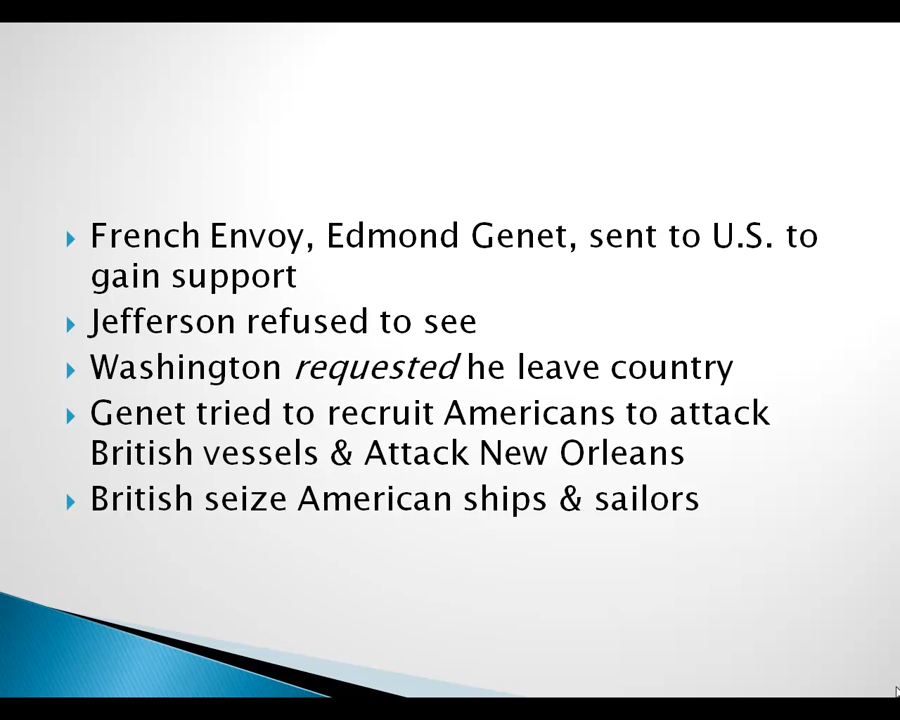 French Envoy, Edmond Genet, sent to U.S. to
gain support
Jefferson refused to see
Washington requested he leave country
Genet tried to recruit Americans to attack
British vessels & Attack New Orleans
British seize American ships & sailors